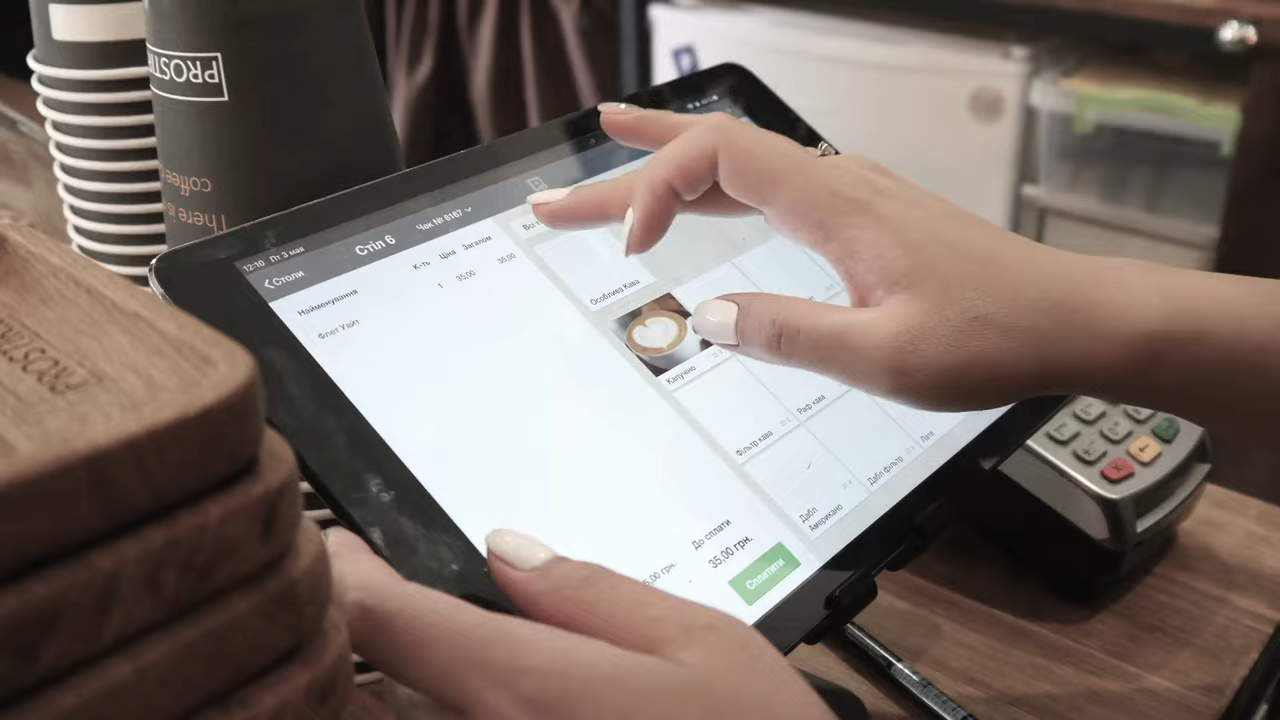 PROSTIR
There is
coffee
PROSTIR
12:10 Пт 3 мая
Столи
Стіл 6
Чек № 8167
Найменування
К-ть
Ціна
Загалом
Флет Уайт
1
35,00
35,00
Особлива Кава
Капучіно
Фільтр кава
Раф кава
Дабл Американо
Дабл фільтр
Лате
До сплати
35,00 грн.
Сплатити